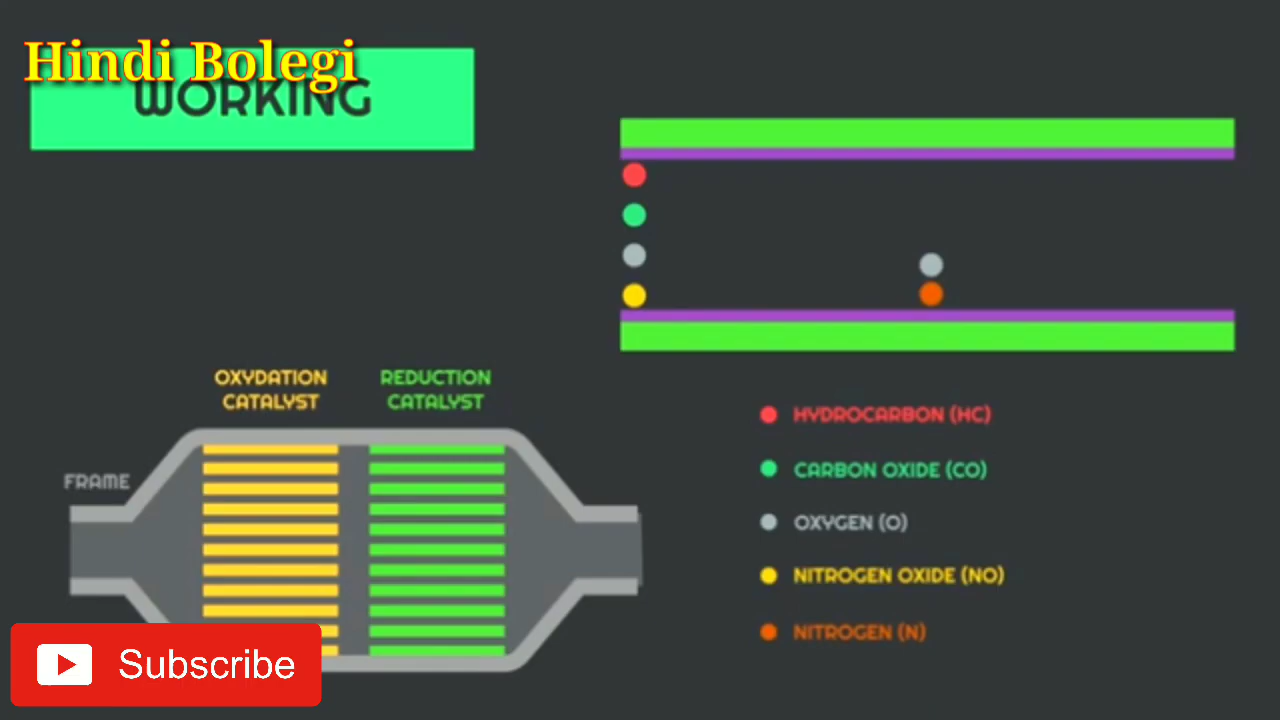 Hindi Bolegi
WORKING
OXYDATION
CATALYST
REDUCTION
CATALYST
FRAME
HYDROCARBON (HC)
CARBON OXIDE (CO)
OXYGEN (O)
NITROGEN OXIDE (NO)
NITROGEN (N)
Subscribe